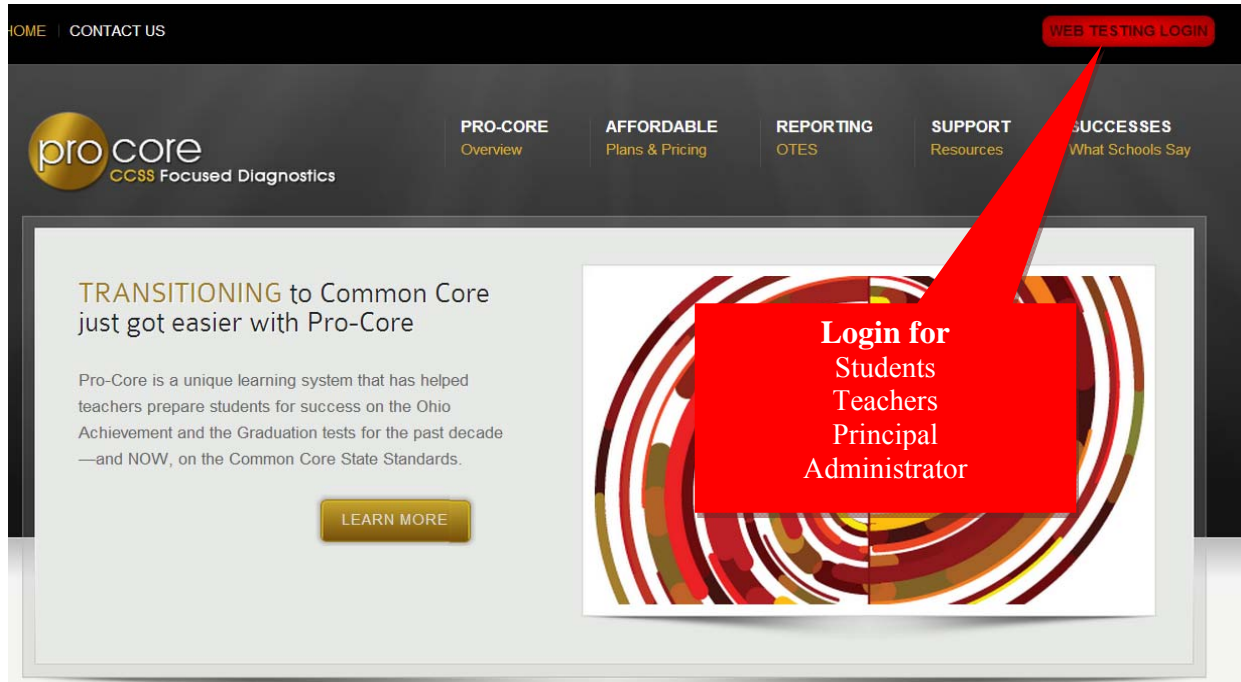 HOME CONTACT US
WEB TESTING LOGIN
pro core
CCSS Focused Diagnostics
PRO-CORE
Overview
AFFORDABLE
Plans & Pricing
REPORTING
OTES
SUPPORT
Resources
SUCCESSES
What Schools Say
TRANSITIONING to Common Core
just got easier with Pro-Core
Pro-Core is a unique learning system that has helped
teachers prepare students for success on the Ohio
Achievement and the Graduation tests for the past decade
—and NOW, on the Common Core State Standards.
LEARN MORE
Login for
Students
Teachers
Principal
Administrator